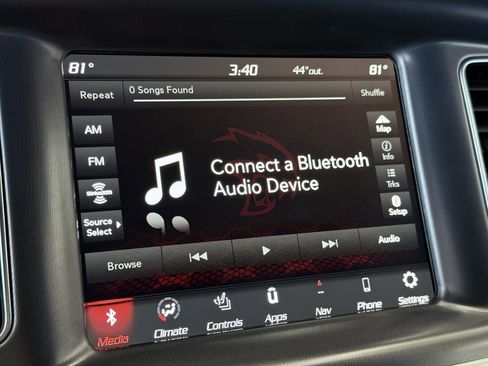 81°
3:40
44°out.
81°
Repeat
0 Songs Found
Shuffle
AM
Map
FM
Info
SiriusXM
Trks
Source
Select
Setup
Connect a Bluetooth
Audio Device
Browse
Audio
Media
Climate
Controls
Apps
Nav
Phone
Settings